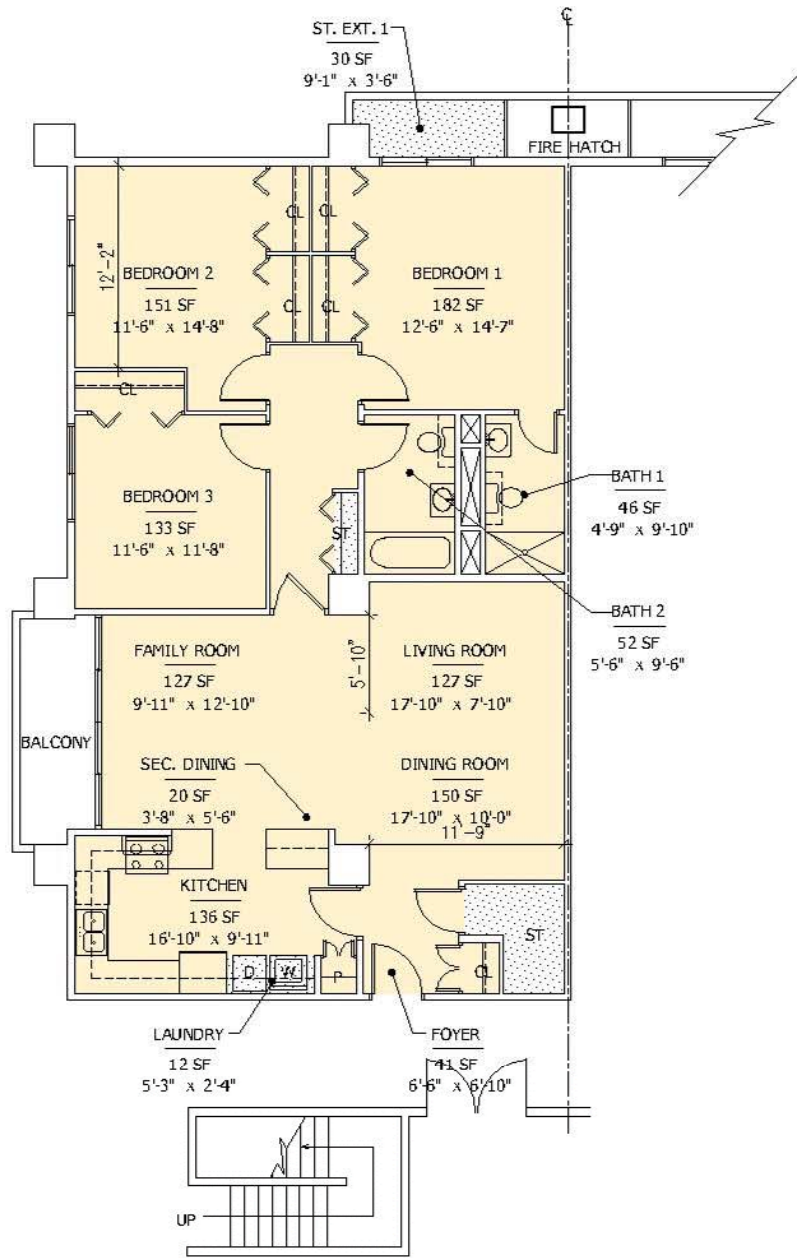 ℄
ST. EXT. 1
30 SF
9'-1" x 3'-6"
FIRE HATCH
CL
CL
12'-2"
BEDROOM 2
151 SF
11'-6" x 14'-8"
BEDROOM 1
182 SF
12'-6" x 14'-7"
CL
CL
CL
BEDROOM 3
133 SF
11'-6" x 11'-8"
ST
BATH 1
46 SF
4'-9" x 9'-10"
BATH 2
52 SF
5'-6" x 9'-6"
FAMILY ROOM
127 SF
9'-11" x 12'-10"
5'-10"
LIVING ROOM
127 SF
17'-10" x 7'-10"
BALCONY
SEC. DINING
20 SF
3'-8" x 5'-6"
DINING ROOM
150 SF
17'-10" x 10'-0"
11'-9"
KITCHEN
136 SF
16'-10" x 9'-11"
ST
D
W
P
CL
LAUNDRY
12 SF
5'-3" x 2'-4"
FOYER
41 SF
6'-6" x 6'-10"
UP